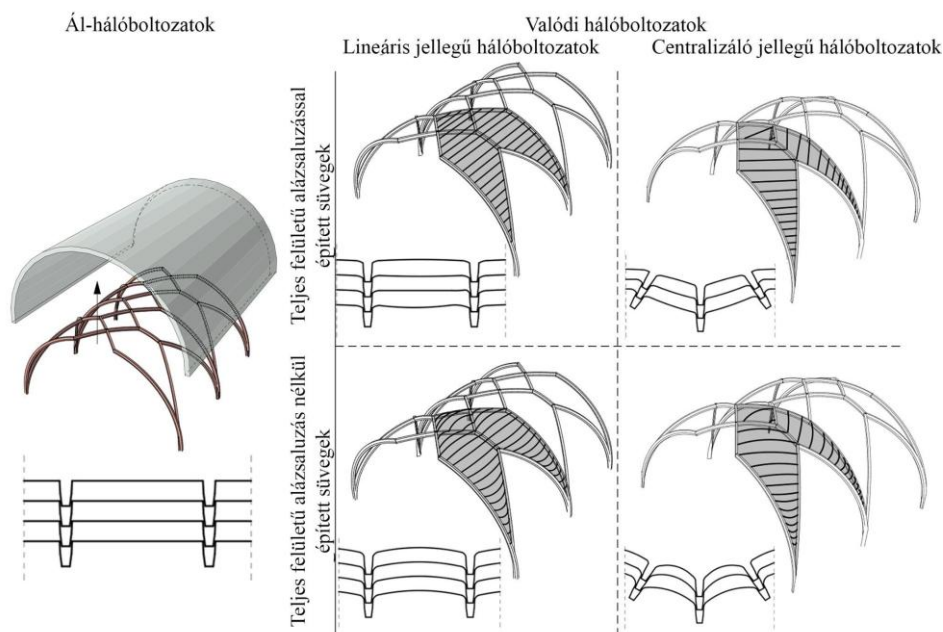 Ál-hálóboltozatok
Valódi hálóboltozatok
Lineáris jellegű hálóboltozatok
Centralizáló jellegű hálóboltozatok
Teljes felületű alázsaluzással
épített süvegek
Teljes felületű alázsaluzás nélkül
épített süvegek